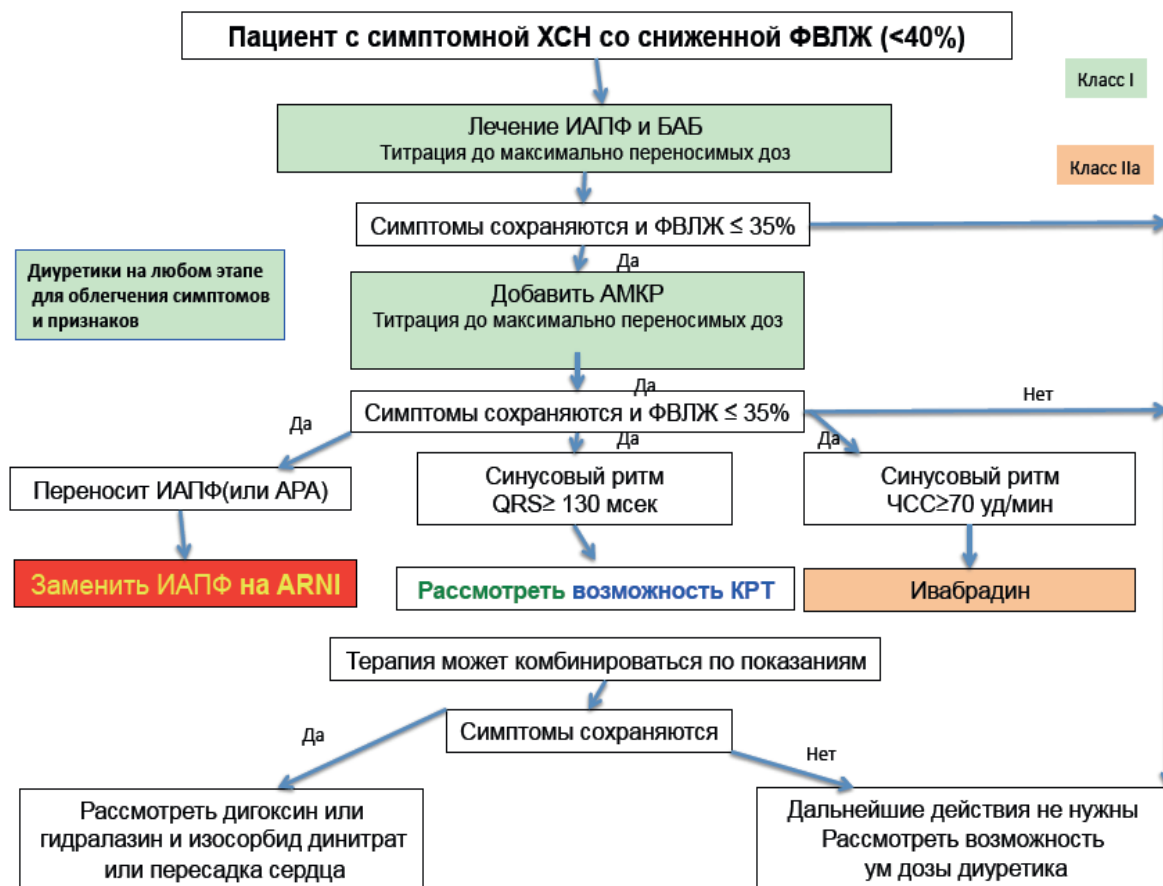 Пациент с симптомной ХСН со сниженной ФВЛЖ (<40%)
Класс I
Лечение ИАПФ и БАБ
Титрация до максимально переносимых доз
Класс IIa
Симптомы сохраняются и ФВЛЖ ≤ 35%
Да
Диуретики на любом этапе
для облегчения симптомов
и признаков
Добавить АМКР
Титрация до максимально переносимых доз
Да
Симптомы сохраняются и ФВЛЖ ≤ 35%
Нет
Да
Да
Да
Переносит ИАПФ(или АРА)
Синусовый ритм
QRS≥ 130 мсек
Синусовый ритм
ЧСС≥70 уд/мин
Заменить ИАПФ на ARNI
Рассмотреть возможность КРТ
Ивабрадин
Терапия может комбинироваться по показаниям
Симптомы сохраняются
Да
Нет
Рассмотреть дигоксин или
гидралазин и изосорбид динитрат
или пересадка сердца
Дальнейшие действия не нужны
Рассмотреть возможность
ум дозы диуретика